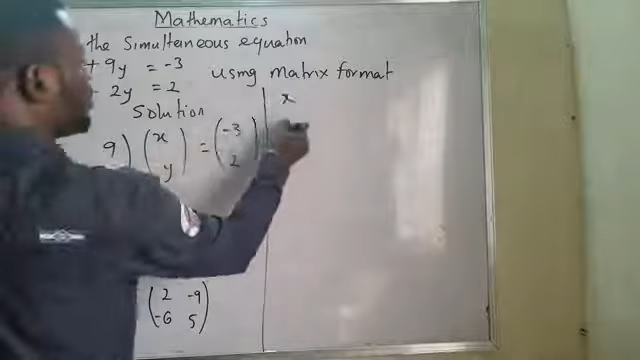 Mathematics
the Simultaneous equation
+ 9y = -3 using Matrix format
2y = 2
Solution
9) (x y) = (-3 2)
x
(2 -9
-6 5)